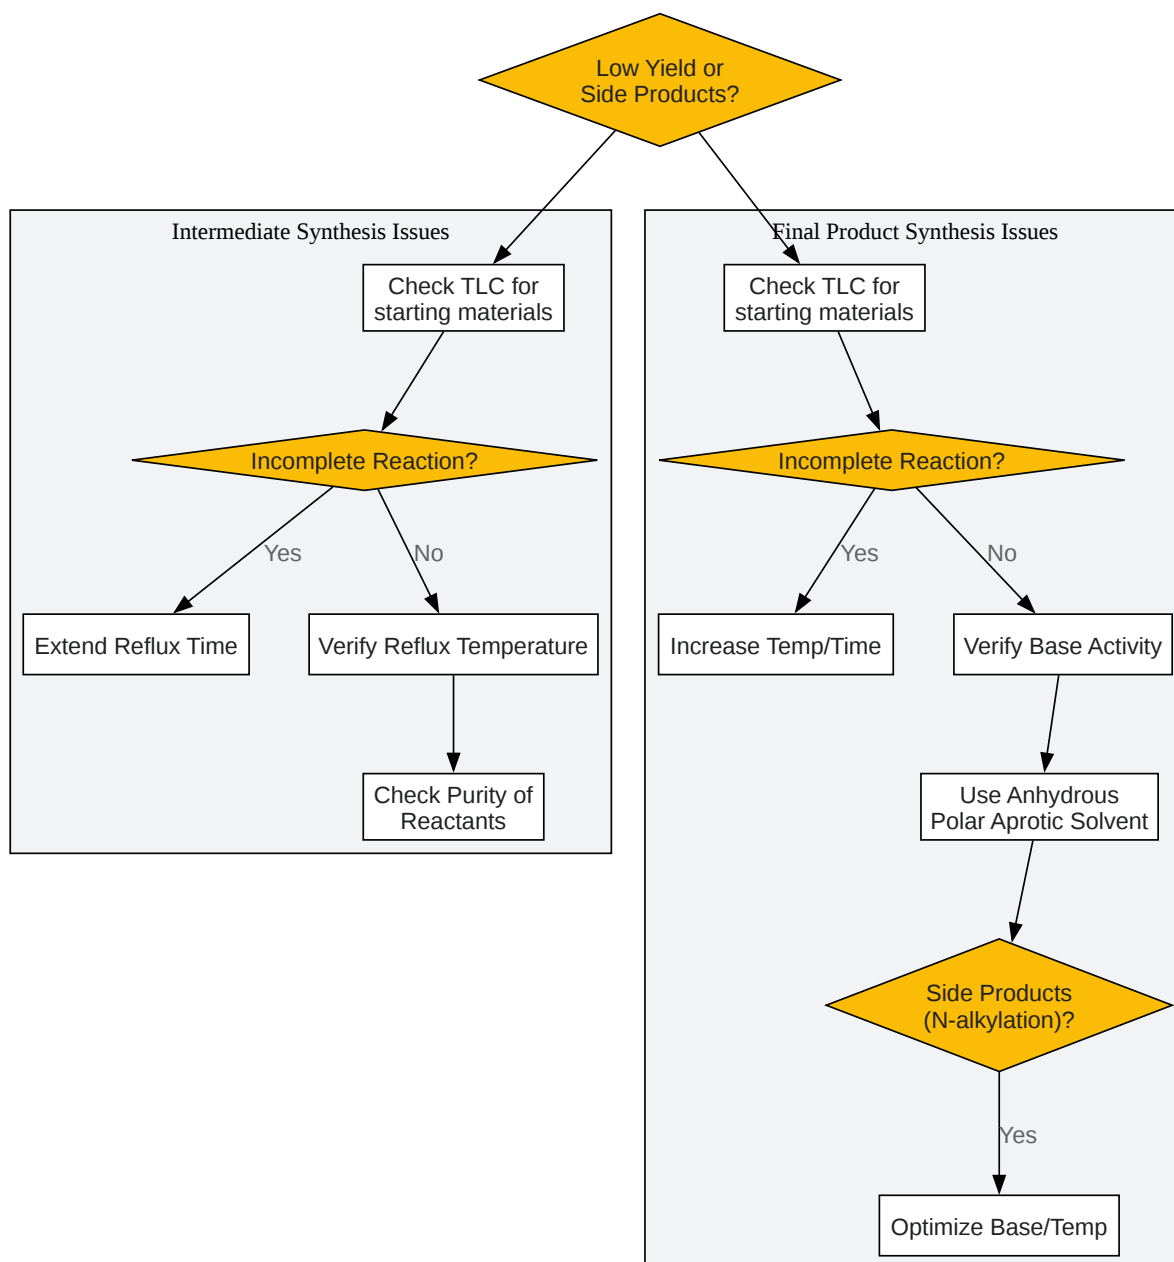 Low Yield or
Side Products?
Intermediate Synthesis Issues
Check TLC for
starting materials
Incomplete Reaction?
Yes
No
Extend Reflux Time
Verify Reflux Temperature
Check Purity of
Reactants
Final Product Synthesis Issues
Check TLC for
starting materials
Incomplete Reaction?
Yes
No
Increase Temp/Time
Verify Base Activity
Use Anhydrous
Polar Aprotic Solvent
Side Products
(N-alkylation)?
Yes
Optimize Base/Temp